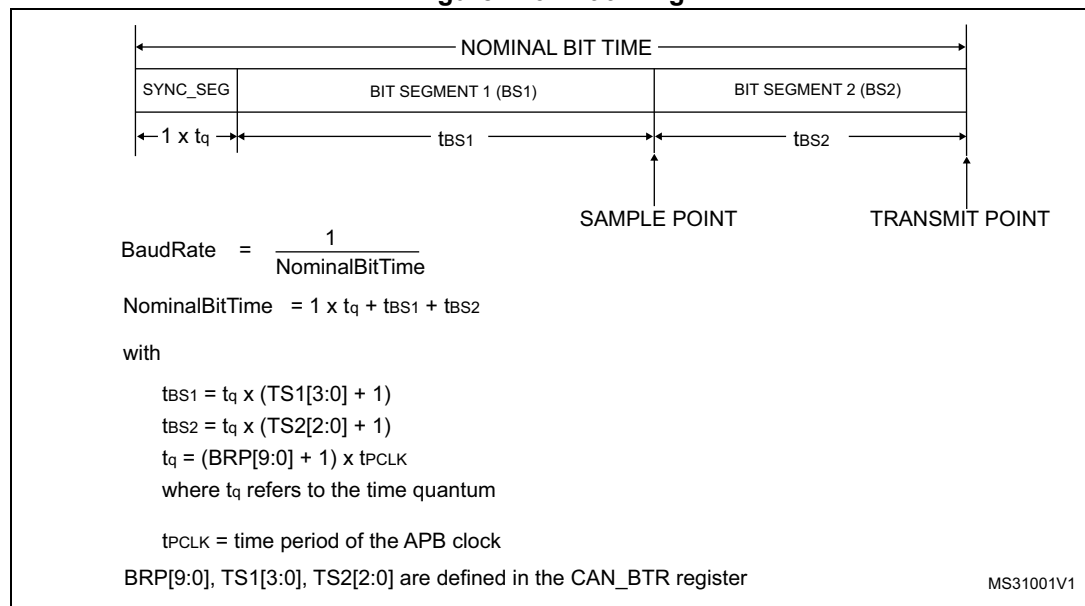 NOMINAL BIT TIME
SYNC_SEG BIT SEGMENT 1 (BS1) BIT SEGMENT 2 (BS2)
1 x tq tBS1 tBS2
SAMPLE POINT TRANSMIT POINT
BaudRate = 1
NominalBitTime
NominalBitTime = 1 x tq + tBS1 + tBS2
with
tBS1 = tq x (TS1[3:0] + 1)
tBS2 = tq x (TS2[2:0] + 1)
tq = (BRP[9:0] + 1) x tPCLK
where tq refers to the time quantum
tPCLK = time period of the APB clock
BRP[9:0], TS1[3:0], TS2[2:0] are defined in the CAN_BTR register
MS31001V1